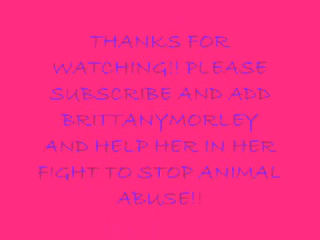 THANKS FOR
WATCHING!! PLEASE
SUBSCRIBE AND ADD
BRITTANYMORLEY
AND HELP HER IN HER
FIGHT TO STOP ANIMAL
ABUSE!!